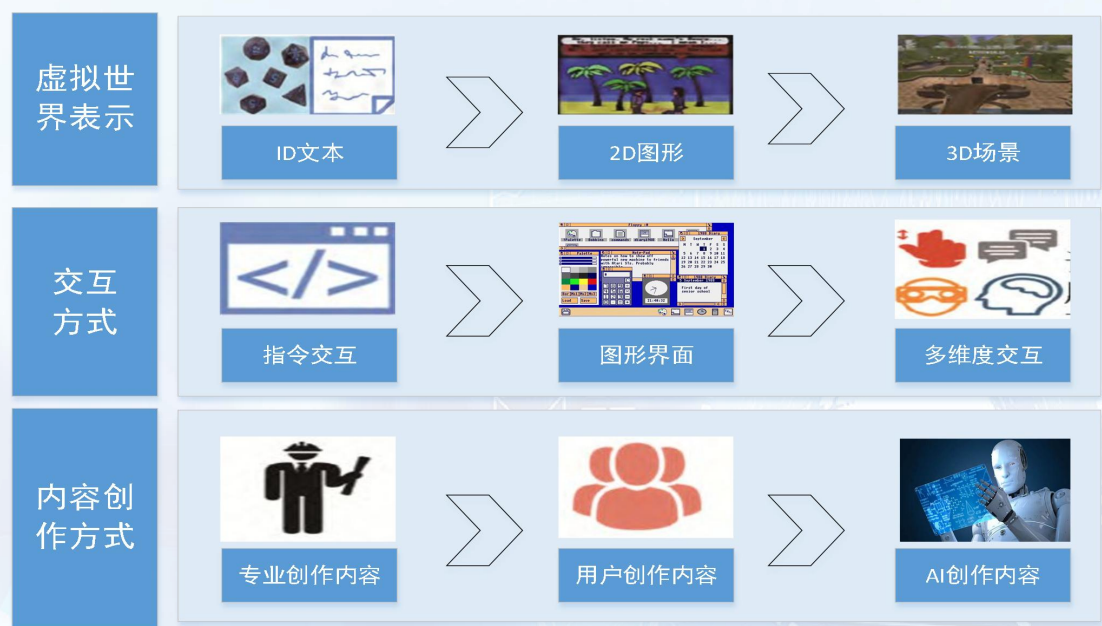 虚拟世
界表示
ID文本
2D图形
3D场景
交互
方式
指令交互
图形界面
多维度交互
内容创
作方式
专业创作内容
用户创作内容
AI创作内容